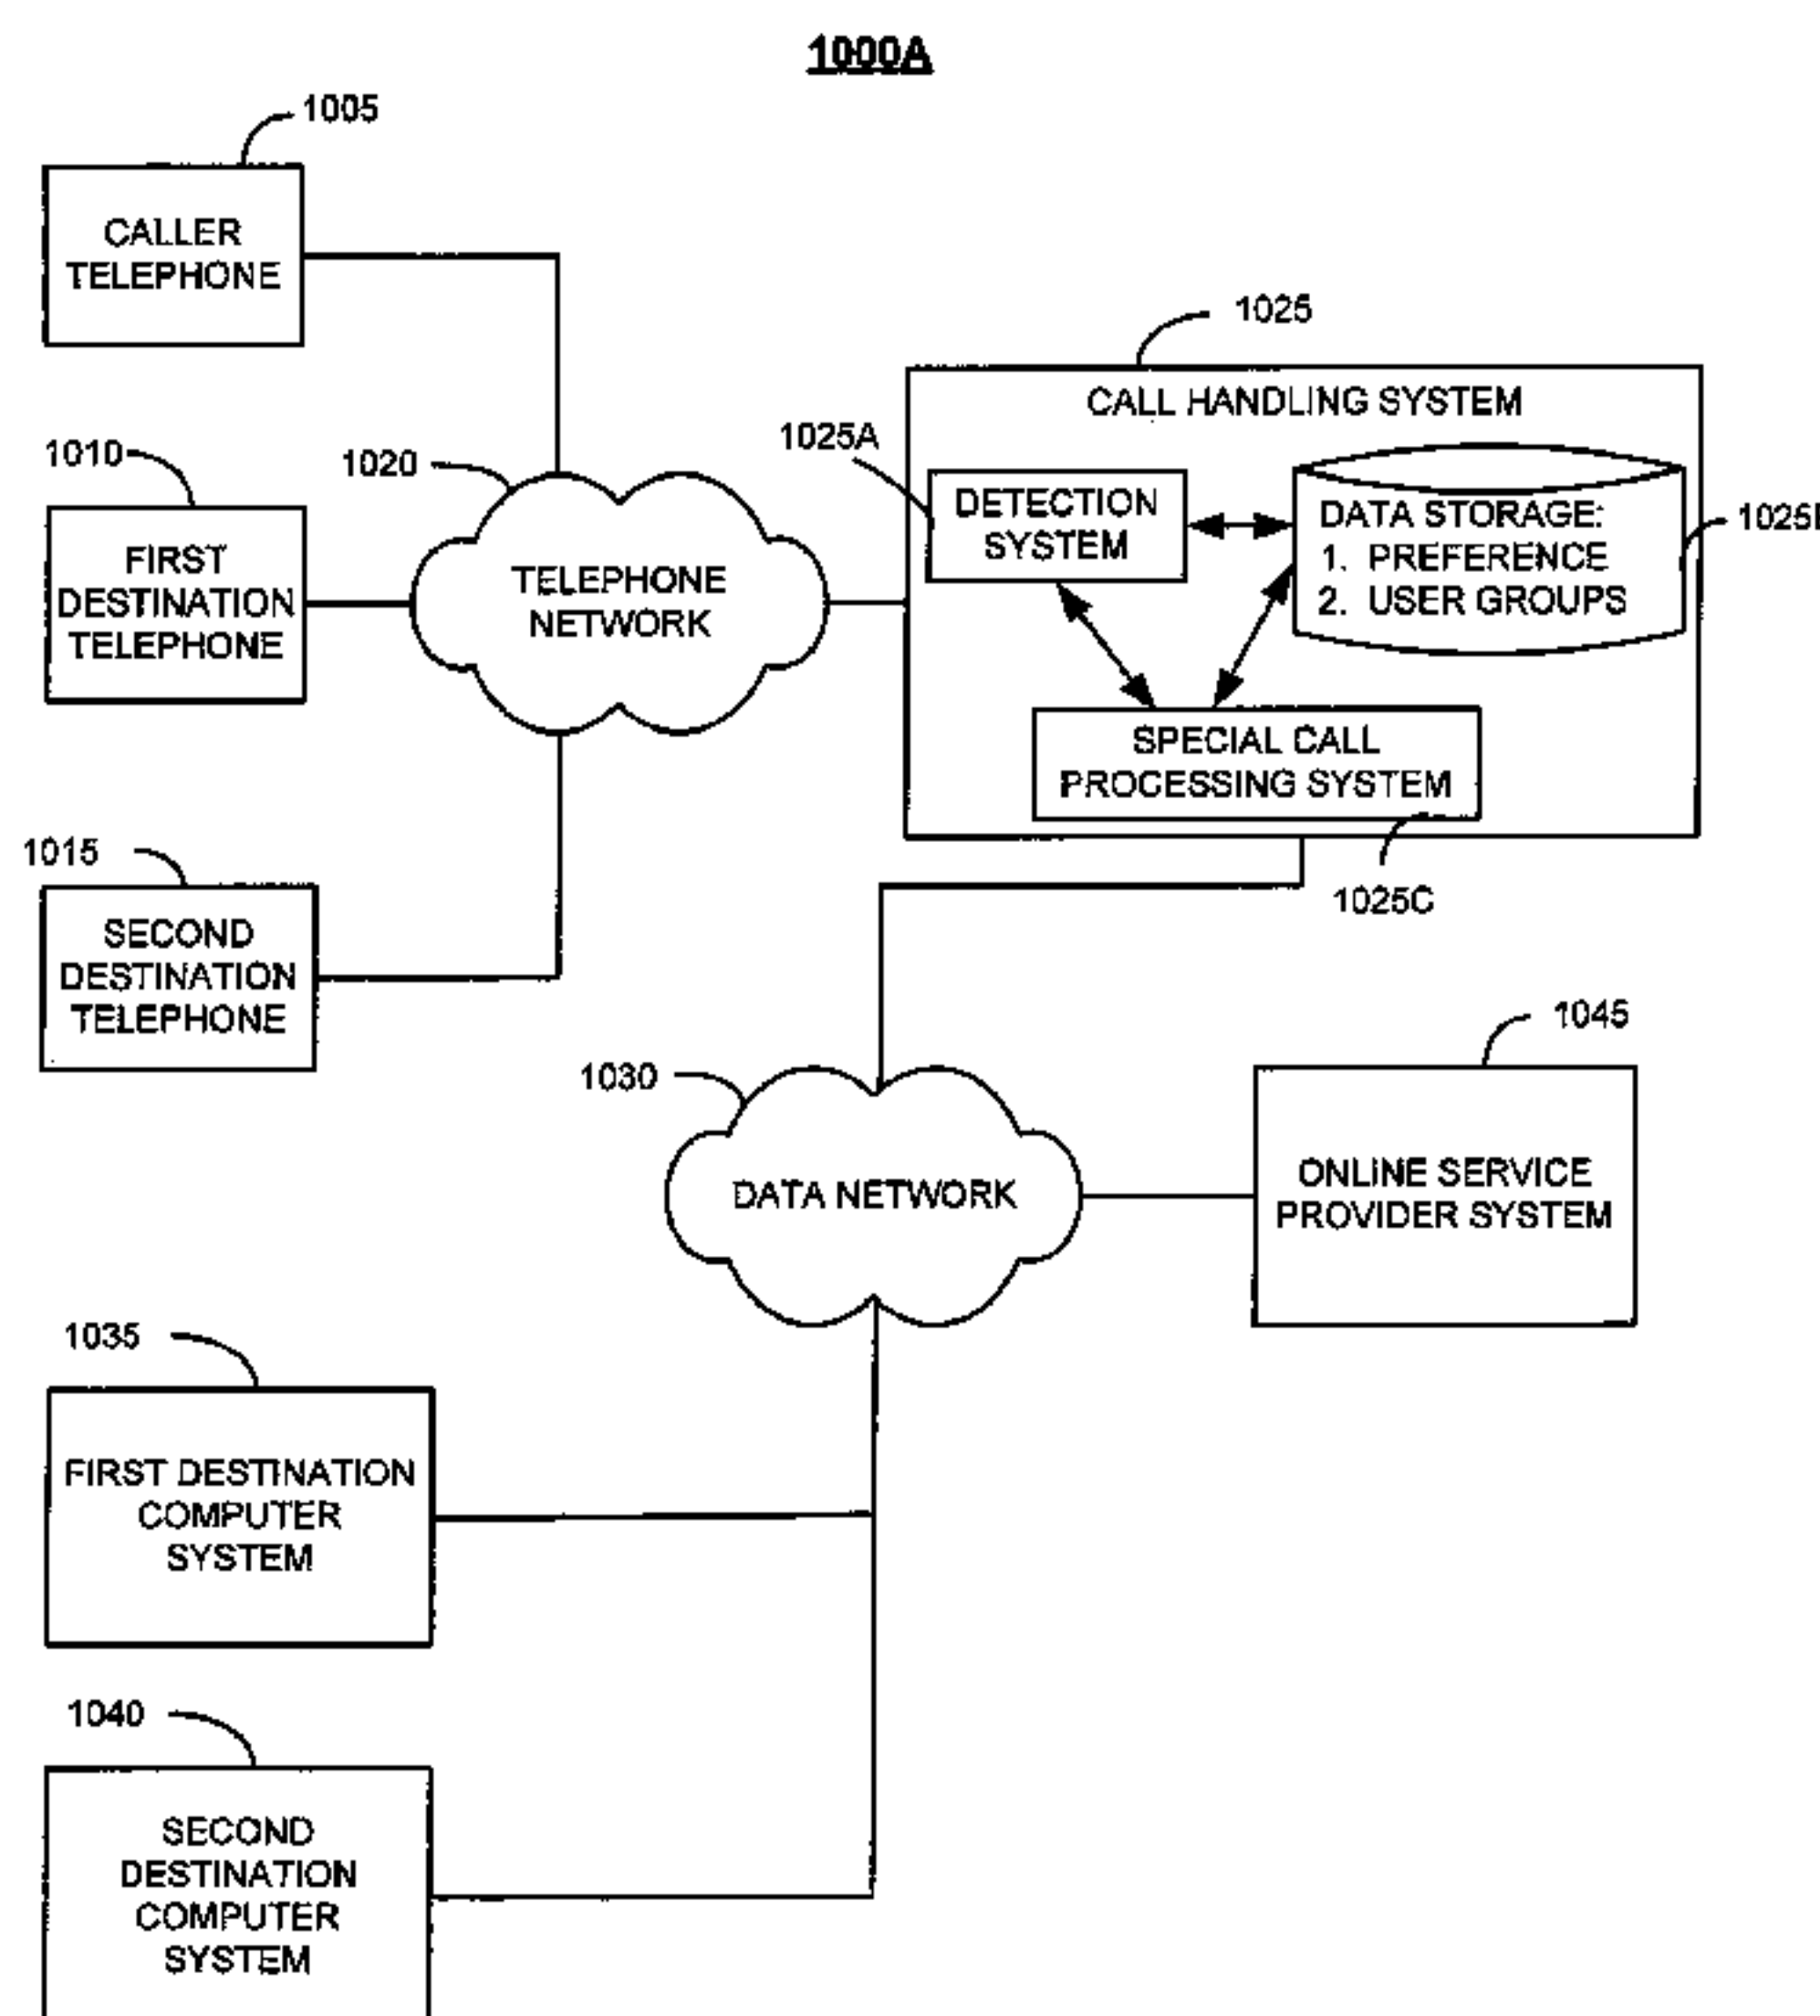 1000A
1005
CALLER
TELEPHONE
1025
CALL HANDLING SYSTEM
1010
1020
1025A
FIRST
DESTINATION
TELEPHONE
TELEPHONE
NETWORK
DETECTION
SYSTEM
DATA STORAGE:
1. PREFERENCE
2. USER GROUPS
SPECIAL CALL
PROCESSING SYSTEM
1025C
1015
SECOND
DESTINATION
TELEPHONE
1030
DATA NETWORK
1045
ONLINE SERVICE
PROVIDER SYSTEM
1035
FIRST DESTINATION
COMPUTER
SYSTEM
1040
SECOND
DESTINATION
COMPUTER
SYSTEM